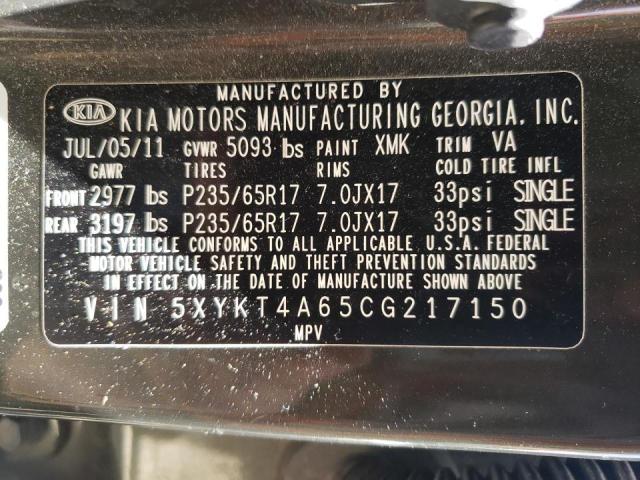 MANUFACTURED BY
KIA KIA MOTORS MANUFACTURING GEORGIA, INC.
JUL/05/11 GVWR 5093 lbs PAINT XMK TRIM VA
GAWR TIRES RIMS COLD TIRE INFL
FRONT 2977 lbs P235/65R17 7.0JX17 33psi SINGLE
REAR 3197 lbs P235/65R17 7.0JX17 33psi SINGLE
THIS VEHICLE CONFORMS TO ALL APPLICABLE U.S.A. FEDERAL
MOTOR VEHICLE SAFETY AND THEFT PREVENTION STANDARDS
IN EFFECT ON THE DATE OF MANUFACTURE SHOWN ABOVE
VIN 5XYKT4A65CG217150
MPV